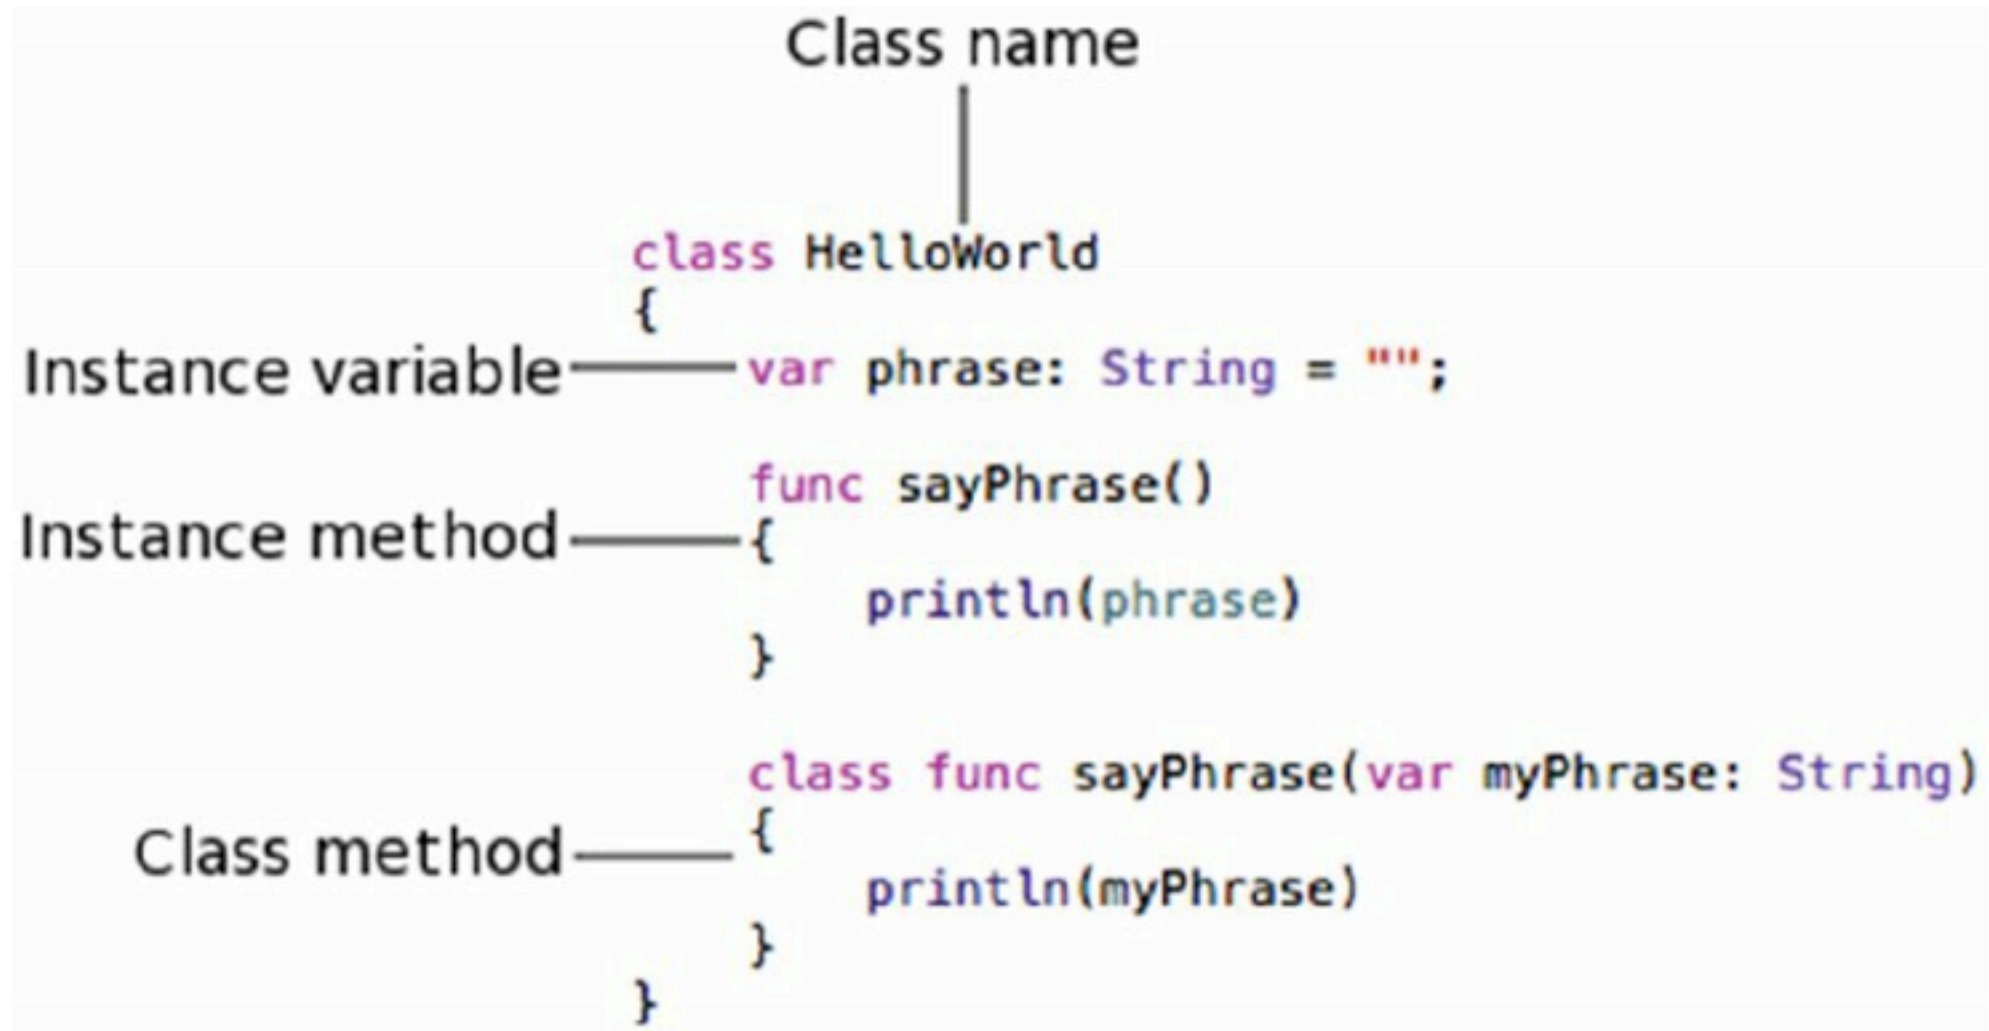 Class name
class HelloWorld
{
Instance variable var phrase: String = "";
func sayPhrase()
Instance method {
println(phrase)
}
class func sayPhrase(var myPhrase: String)
{
Class method
println(myPhrase)
}
}